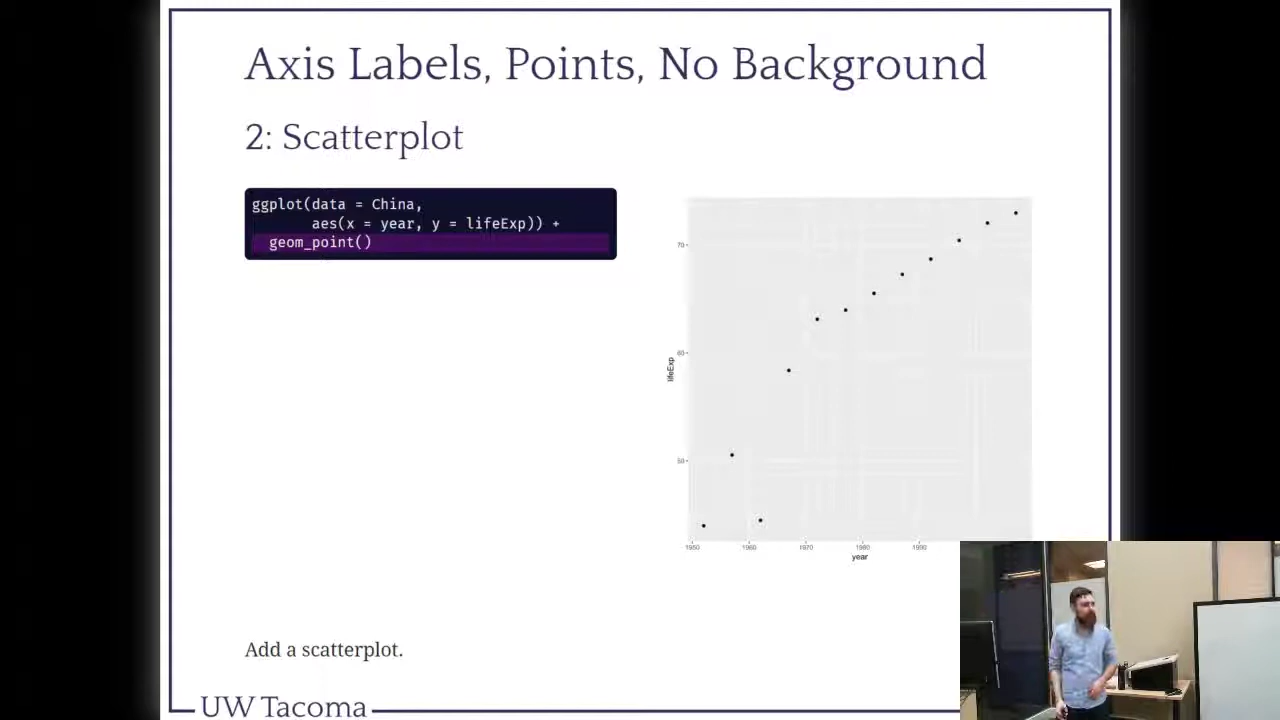 Axis Labels, Points, No Background
2: Scatterplot
ggplot(data = China,
       aes(x = year, y = lifeExp)) +
  geom_point()
70
60
50
lifeExp
1950 1960 1970 1980 1990
year
Add a scatterplot.
UW Tacoma